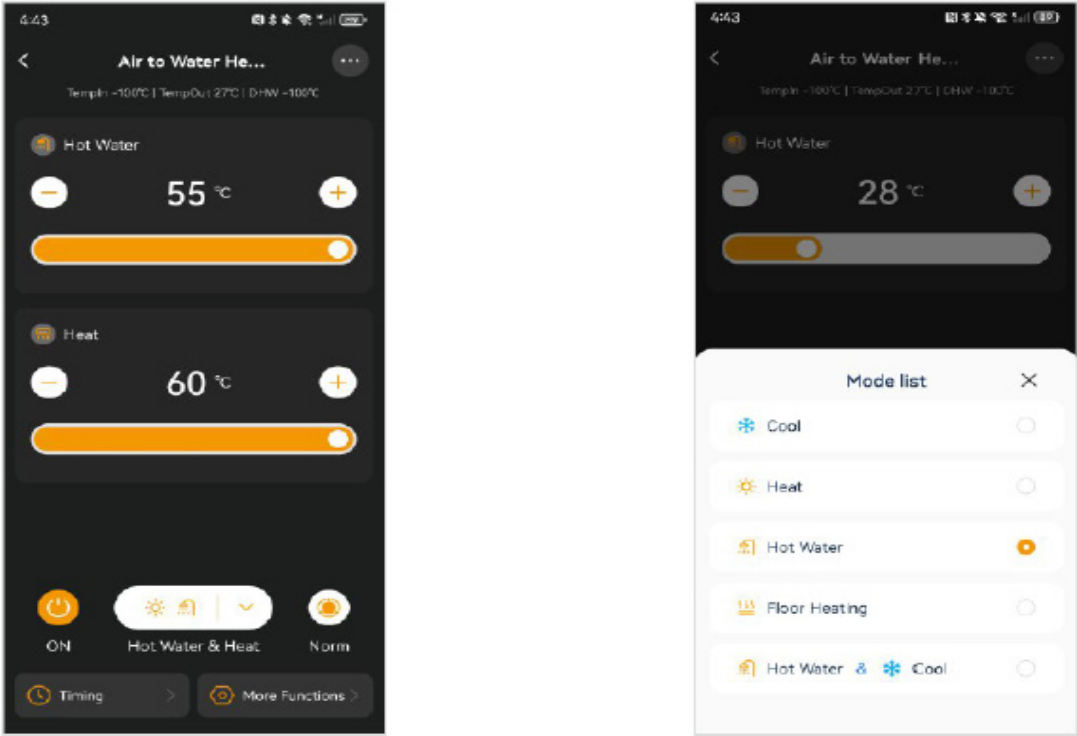 4:43
Air to Water He...
TempIn -100℃ | TempOut 27℃ | DHW -100℃
Hot Water
55 ℃
Heat
60 ℃
ON
Hot Water & Heat
Norm
Timing
More Functions
4:43
Air to Water He...
TempIn -100℃ | TempOut 27℃ | DHW -100℃
Hot Water
28 ℃
Mode list
Cool
Heat
Hot Water
Floor Heating
Hot Water & Cool